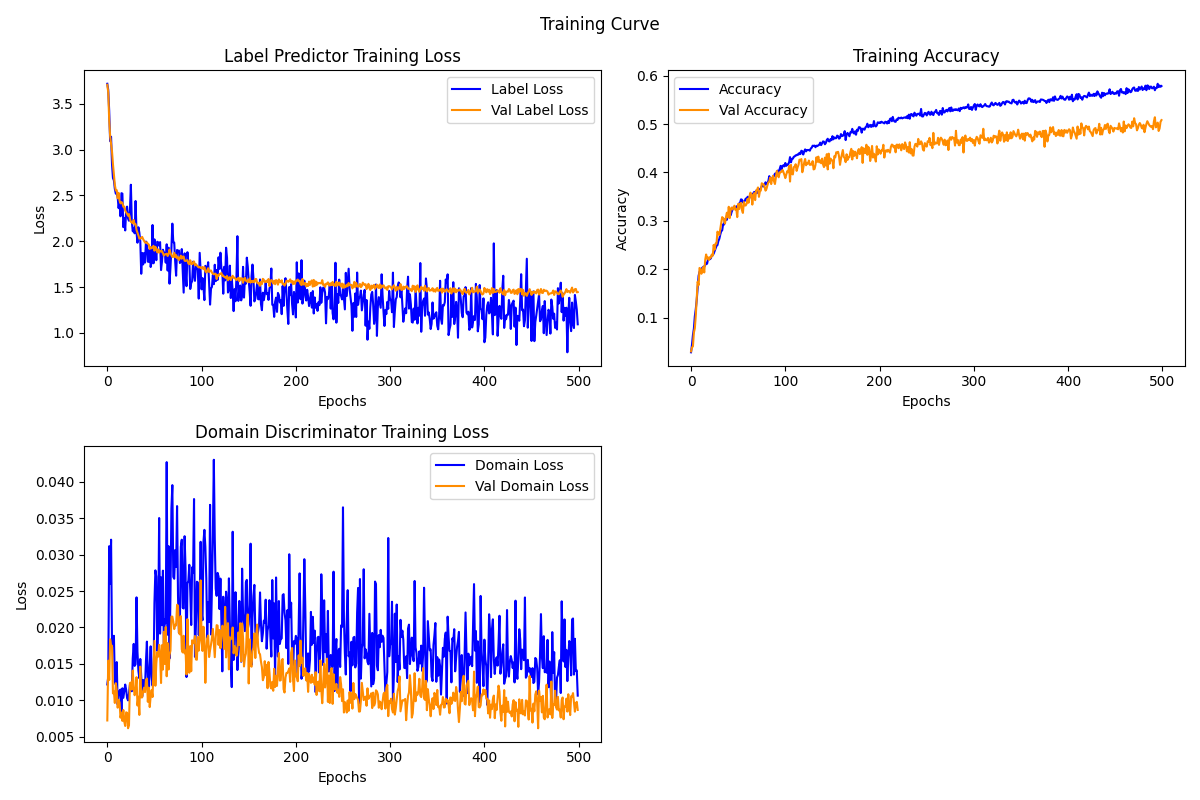 Training Curve
Label Predictor Training Loss
Label Loss
Val Label Loss
3.5
3.0
2.5
2.0
1.5
1.0
Loss
0
100
200
300
400
500
Epochs
Training Accuracy
Accuracy
Val Accuracy
0.6
0.5
0.4
0.3
0.2
0.1
Accuracy
0
100
200
300
400
500
Epochs
Domain Discriminator Training Loss
Domain Loss
Val Domain Loss
0.040
0.035
0.030
0.025
0.020
0.015
0.010
0.005
Loss
0
100
200
300
400
500
Epochs